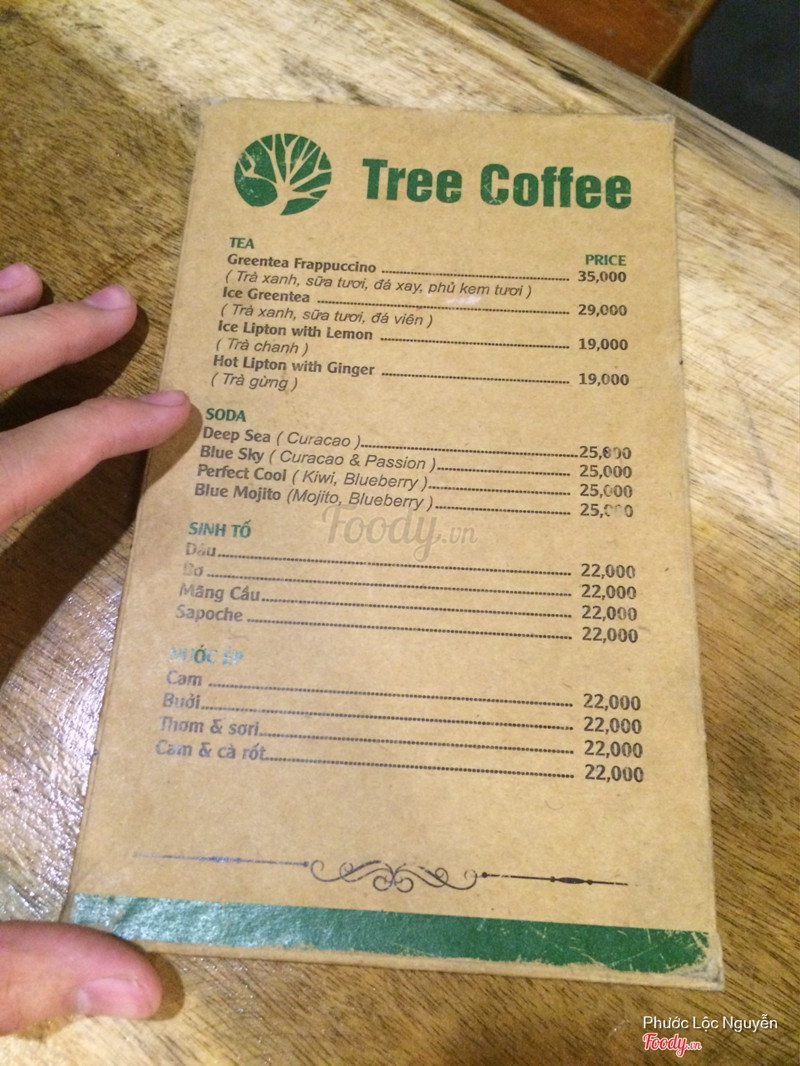 Tree Coffee
TEA PRICE
Greentea Frappuccino 35,000
( Trà xanh, sữa tươi, đá xay, phủ kem tươi )
Ice Greentea 29,000
( Trà xanh, sữa tươi, đá viên )
Ice Lipton with Lemon 19,000
( Trà chanh )
Hot Lipton with Ginger 19,000
( Trà gừng )
SODA
Deep Sea ( Curacao ) 25,000
Blue Sky ( Curacao & Passion ) 25,000
Perfect Cool ( Kiwi, Blueberry ) 25,000
Blue Mojito (Mojito, Blueberry ) 25,000
Foody.vn
SINH TỐ
Dâu 22,000
Bơ 22,000
Mãng Cầu 22,000
Sapoche 22,000
NƯỚC ÉP
Cam 22,000
Bưởi 22,000
Thơm & sơri 22,000
Cam & cà rốt 22,000
Phước Lộc Nguyễn
Foody.vn